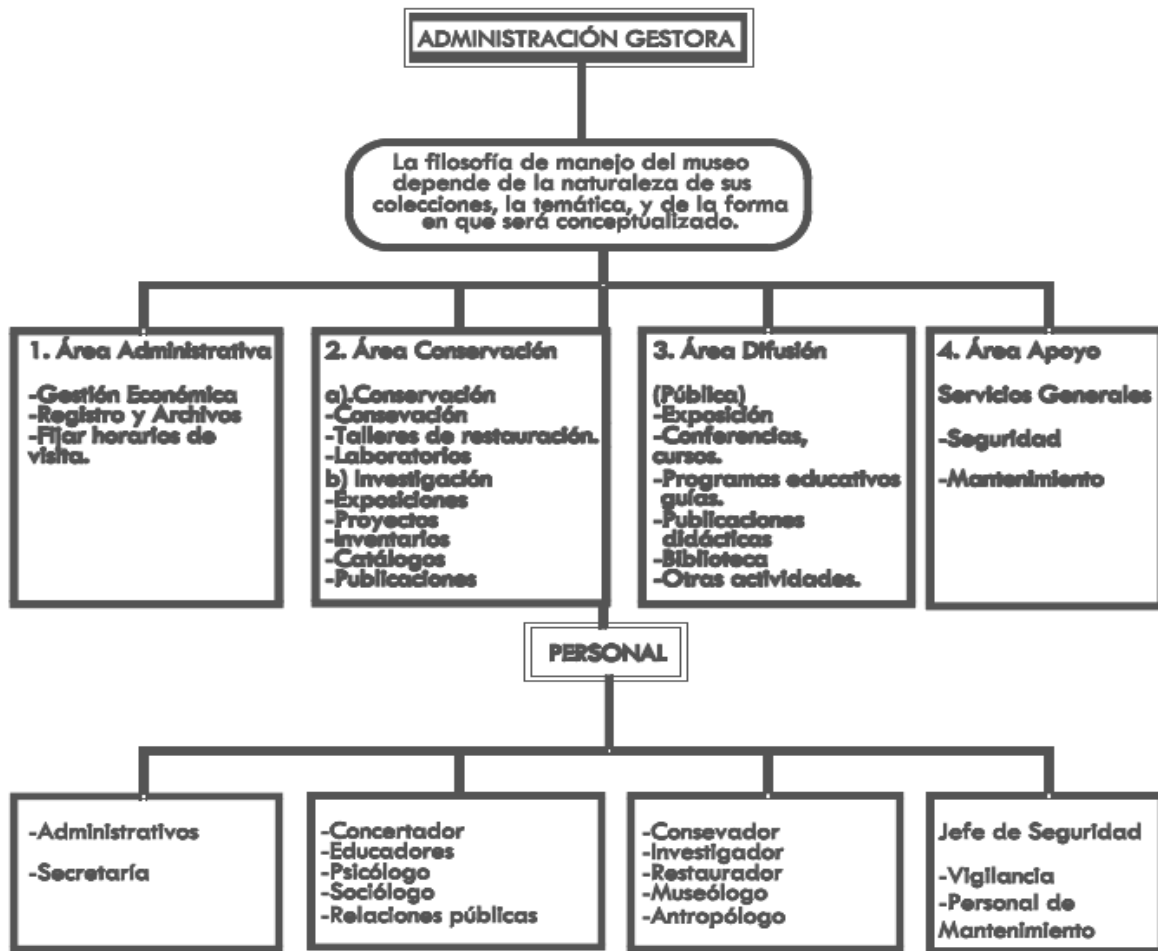 ADMINISTRACIÓN GESTORA
La filosofía de manejo del museo
depende de la naturaleza de sus
colecciones, la temática, y de la forma
en que será conceptualizado.
1. Área Administrativa
-Gestión Económica
-Registro y Archivos
-Fijar horarios de
visita.
2. Área Conservación
a).Conservación
-Consevación
-Talleres de restauración.
-Laboratorios
b) Investigación
-Exposiciones
-Proyectos
-Inventarios
-Catálogos
-Publicaciones
3. Área Difusión
(Pública)
-Exposición
-Conferencias,
cursos.
-Programas educativos
guías.
-Publicaciones
didácticas
-Biblioteca
-Otras actividades.
4. Área Apoyo
Servicios Generales
-Seguridad
-Mantenimiento
PERSONAL
-Administrativos
-Secretaría
-Concertador
-Educadores
-Psicólogo
-Sociólogo
-Relaciones públicas
-Consevador
-Investigador
-Restaurador
-Museólogo
-Antropólogo
Jefe de Seguridad
-Vigilancia
-Personal de
Mantenimiento